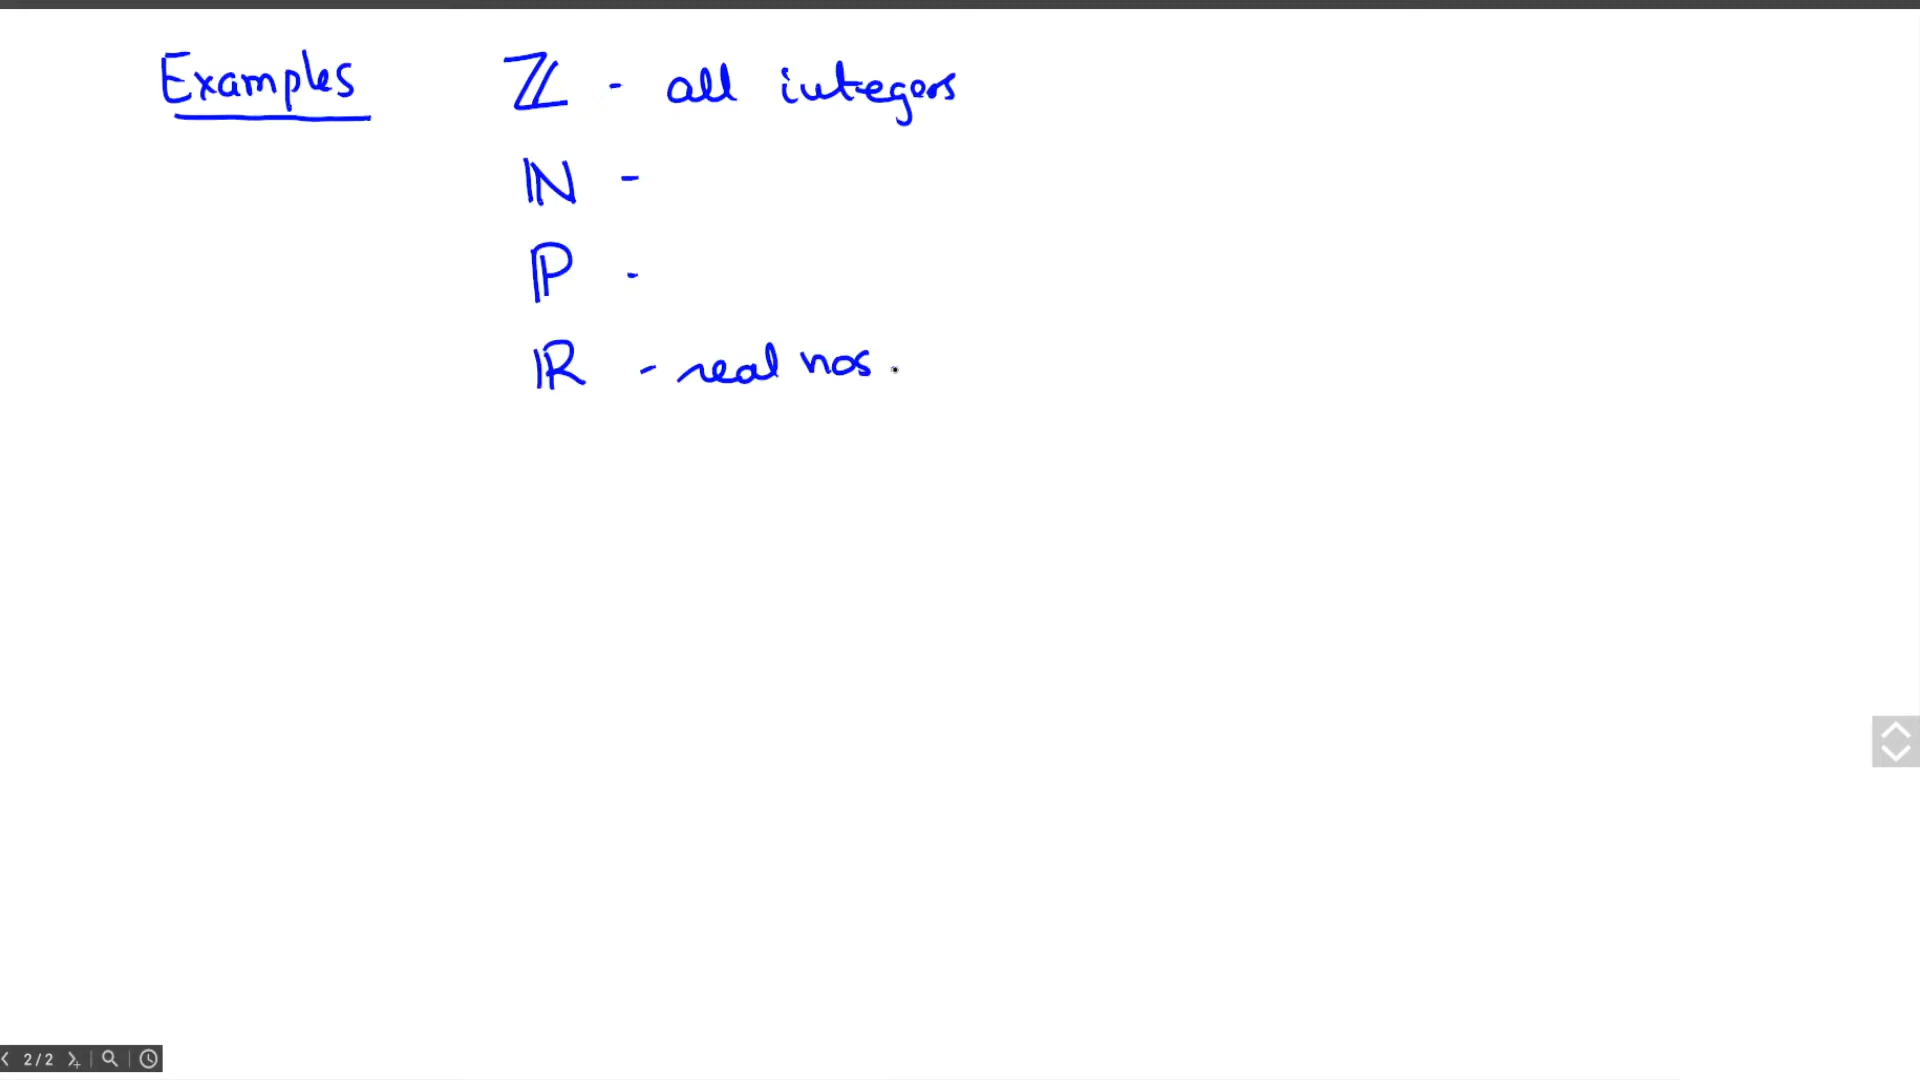 Examples ℤ - all integers
ℕ -
ℙ -
ℝ - real nos.
2/2